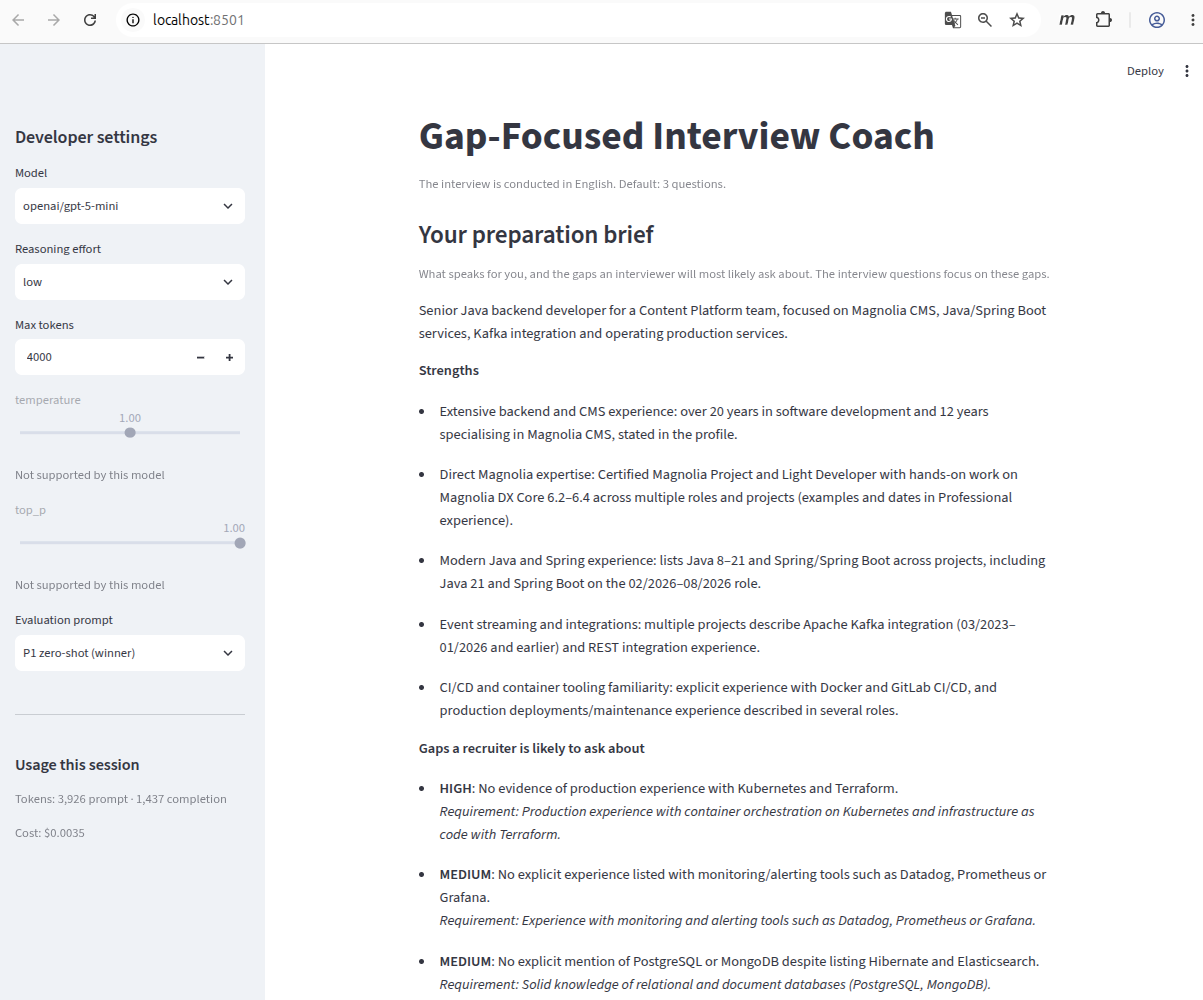 localhost:8501
m
Deploy
Developer settings
Model
openai/gpt-5-mini
Reasoning effort
low
Max tokens
4000
temperature
1.00
Not supported by this model
top_p
1.00
Not supported by this model
Evaluation prompt
P1 zero-shot (winner)
Usage this session
Tokens: 3,926 prompt · 1,437 completion
Cost: $0.0035
Gap-Focused Interview Coach
The interview is conducted in English. Default: 3 questions.
Your preparation brief
What speaks for you, and the gaps an interviewer will most likely ask about. The interview questions focus on these gaps.
Senior Java backend developer for a Content Platform team, focused on Magnolia CMS, Java/Spring Boot
services, Kafka integration and operating production services.
Strengths
Extensive backend and CMS experience: over 20 years in software development and 12 years
specialising in Magnolia CMS, stated in the profile.
Direct Magnolia expertise: Certified Magnolia Project and Light Developer with hands-on work on
Magnolia DX Core 6.2–6.4 across multiple roles and projects (examples and dates in Professional
experience).
Modern Java and Spring experience: lists Java 8–21 and Spring/Spring Boot across projects, including
Java 21 and Spring Boot on the 02/2026–08/2026 role.
Event streaming and integrations: multiple projects describe Apache Kafka integration (03/2023–
01/2026 and earlier) and REST integration experience.
CI/CD and container tooling familiarity: explicit experience with Docker and GitLab CI/CD, and
production deployments/maintenance experience described in several roles.
Gaps a recruiter is likely to ask about
HIGH: No evidence of production experience with Kubernetes and Terraform.
Requirement: Production experience with container orchestration on Kubernetes and infrastructure as
code with Terraform.
MEDIUM: No explicit experience listed with monitoring/alerting tools such as Datadog, Prometheus or
Grafana.
Requirement: Experience with monitoring and alerting tools such as Datadog, Prometheus or Grafana.
MEDIUM: No explicit mention of PostgreSQL or MongoDB despite listing Hibernate and Elasticsearch.
Requirement: Solid knowledge of relational and document databases (PostgreSQL, MongoDB).